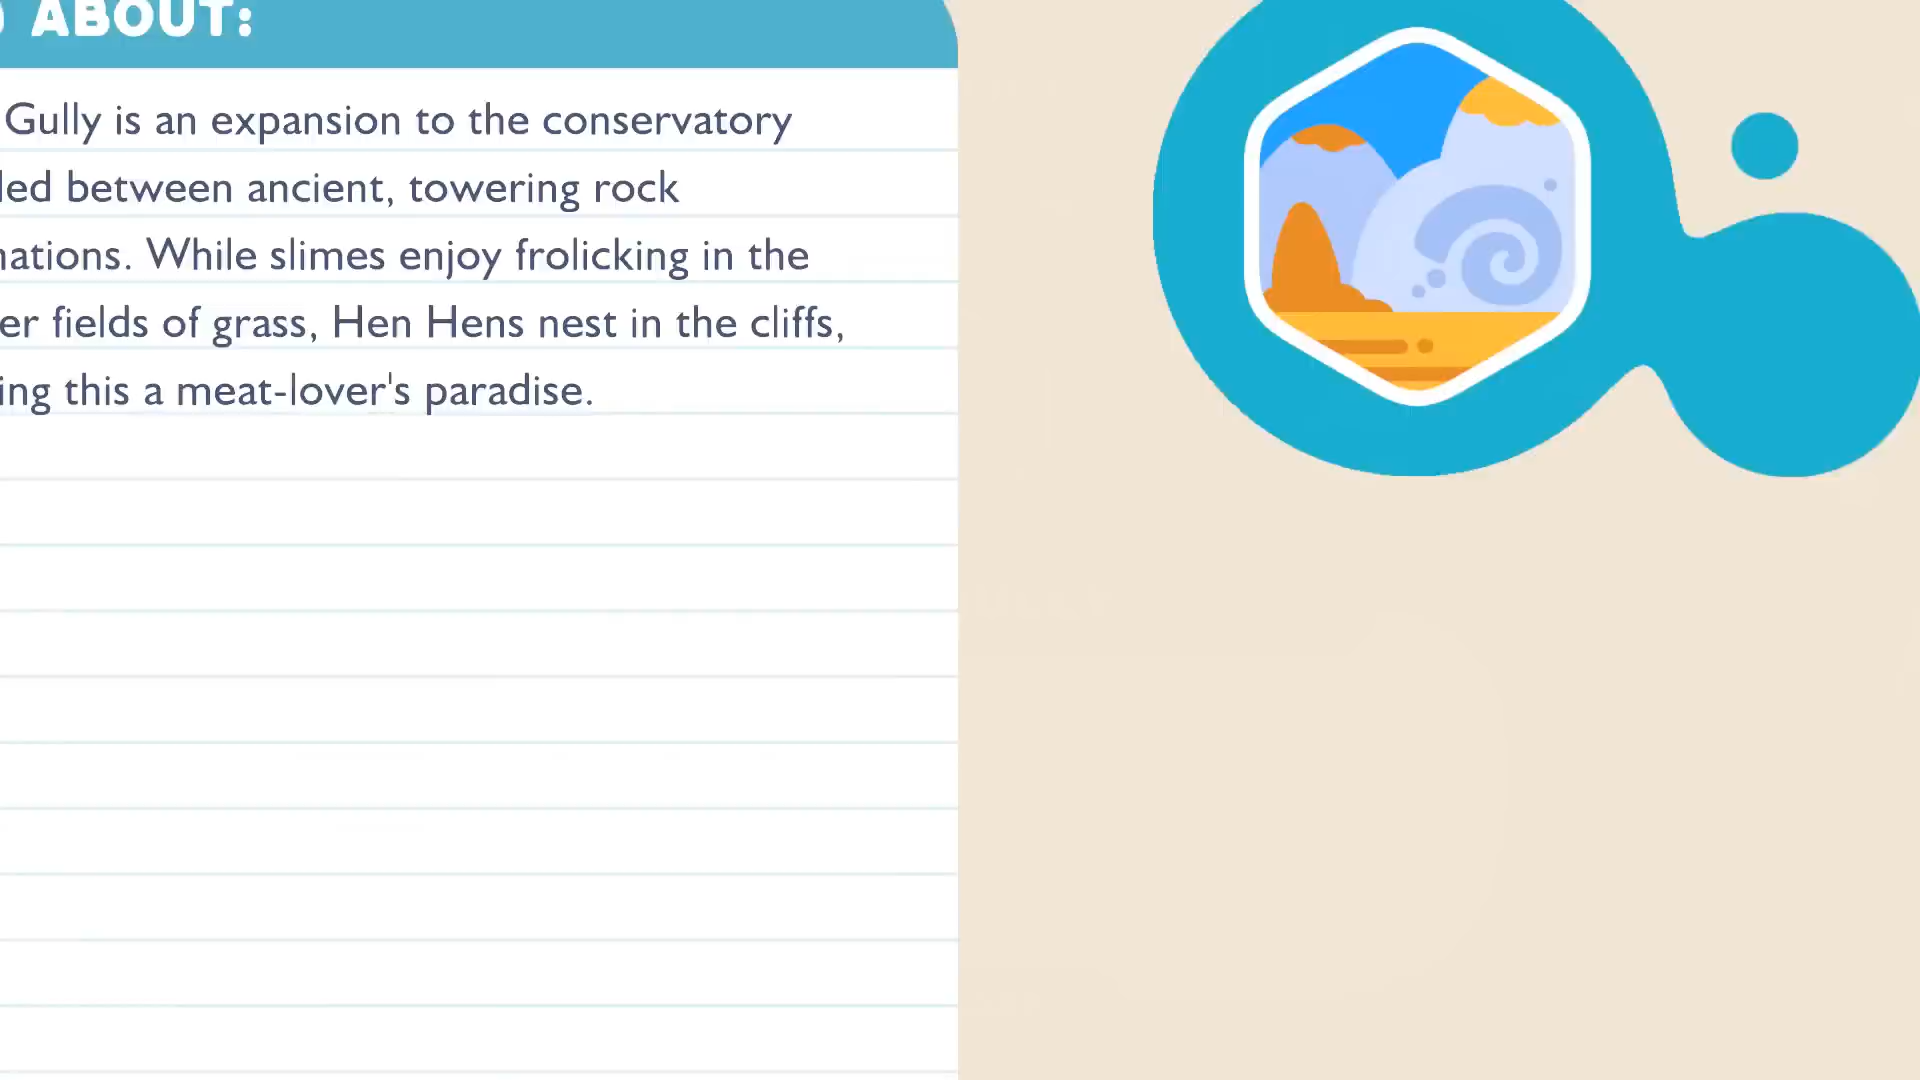 ABOUT:
Gully is an expansion to the conservatory
led between ancient, towering rock
nations. While slimes enjoy frolicking in the
er fields of grass, Hen Hens nest in the cliffs,
ing this a meat-lover's paradise.